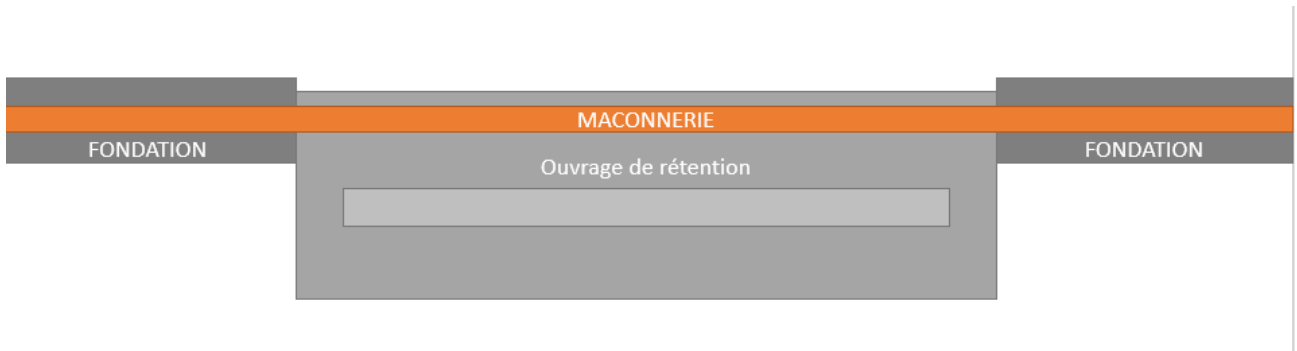 MACONNERIE
FONDATION
FONDATION
Ouvrage de rétention